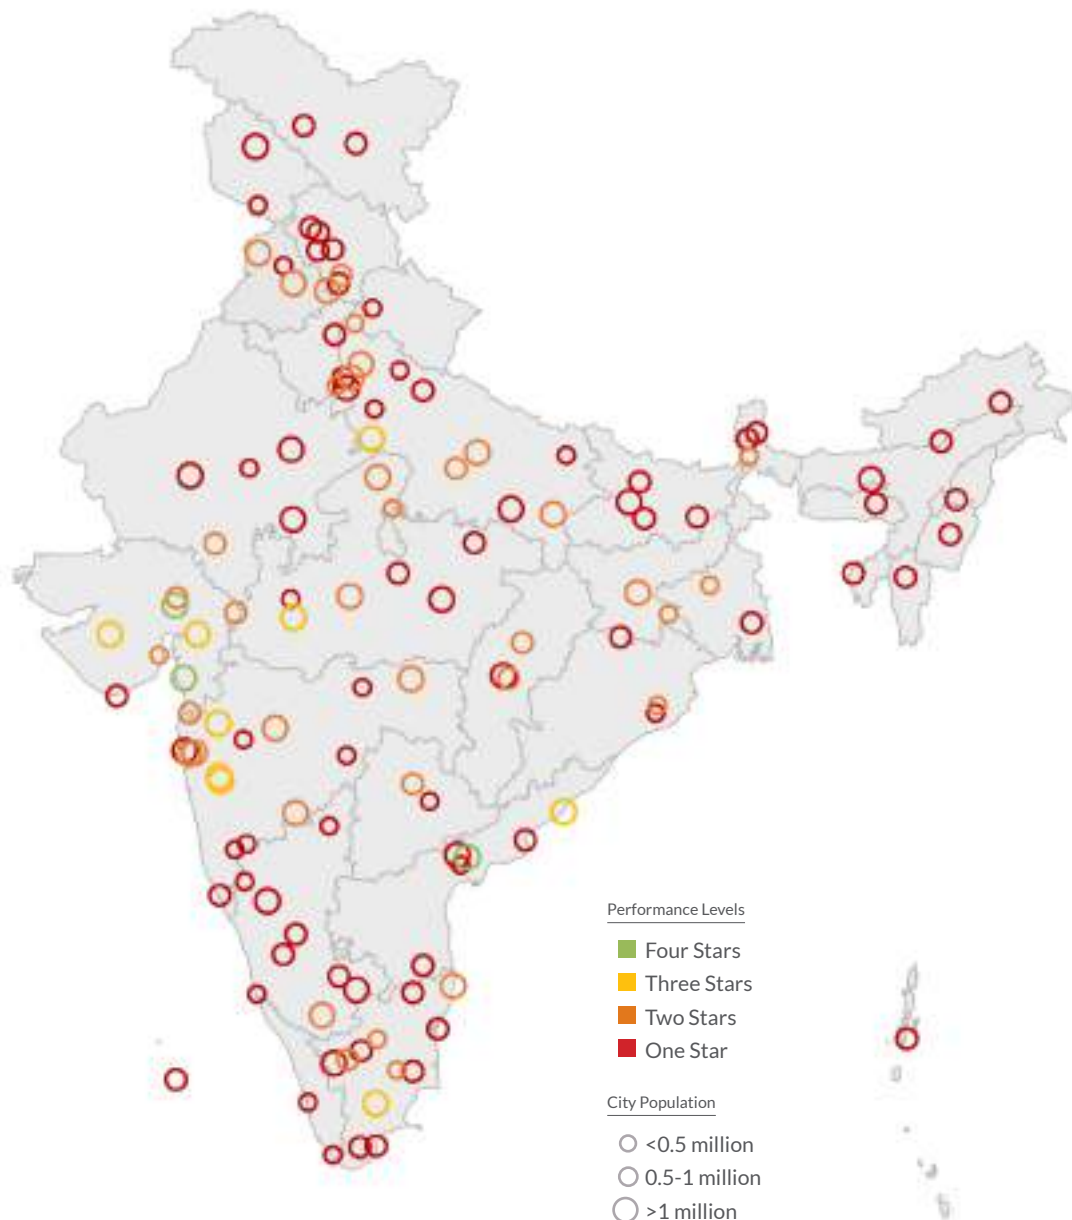 Performance Levels
Four Stars
Three Stars
Two Stars
One Star
City Population
<0.5 million
0.5-1 million
>1 million